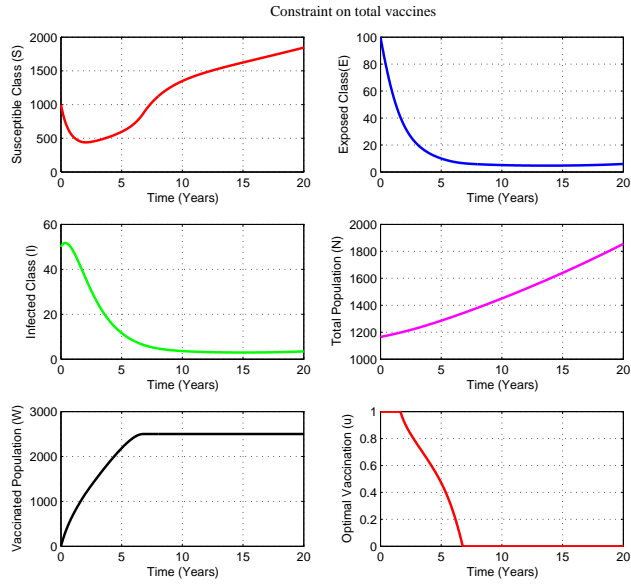 Constraint on total vaccines
2000
1500
1000
500
0
Susceptible Class (S)
0 5 10 15 20
Time (Years)
100
80
60
40
20
0
Exposed Class(E)
0 5 10 15 20
Time (Years)
60
40
20
0
Infected Class (I)
0 5 10 15 20
Time (Years)
2000
1800
1600
1400
1200
1000
Total Population (N)
0 5 10 15 20
Time (Years)
3000
2000
1000
0
Vaccinated Population (W)
0 5 10 15 20
Time (Years)
1
0.8
0.6
0.4
0.2
0
Optimal Vaccination (u)
0 5 10 15 20
Time (Years)